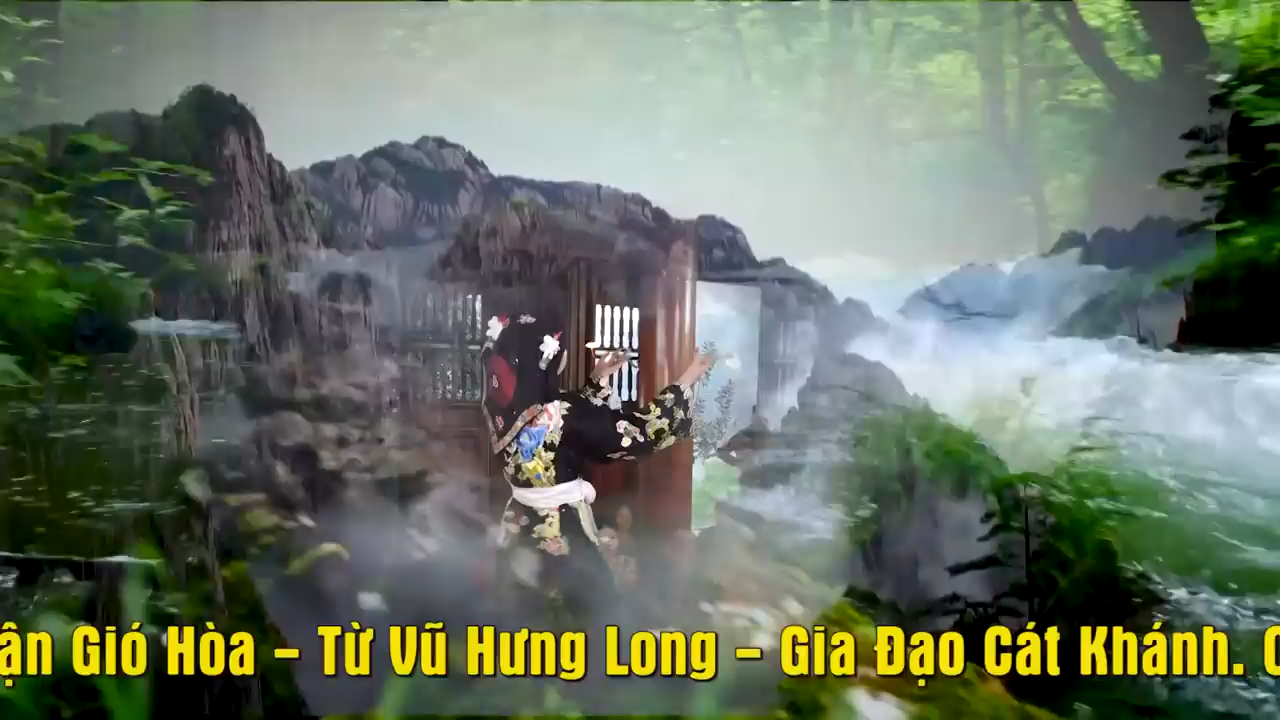 Gió Hòa – Từ Vũ Hưng Long – Gia Đạo Cát Khánh.